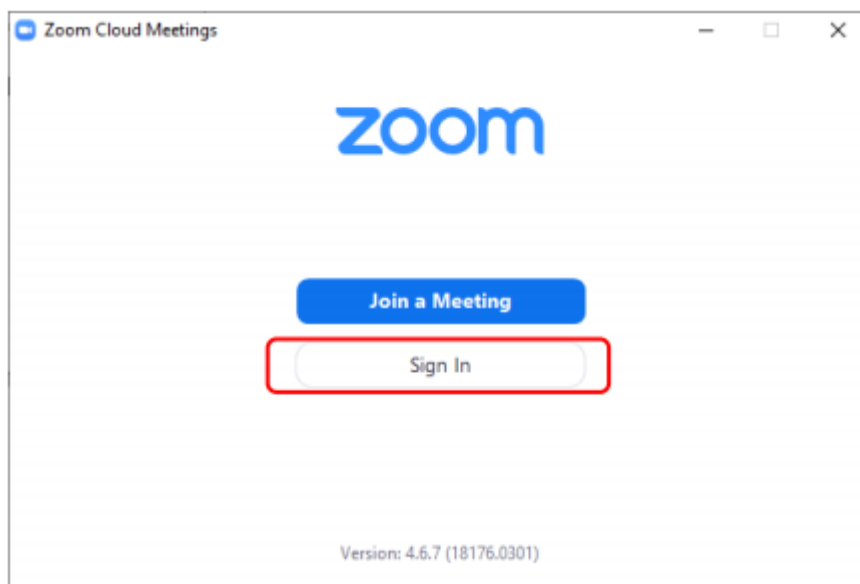 Zoom Cloud Meetings
zoom
Join a Meeting
Sign In
Version: 4.6.7 (18176.0301)